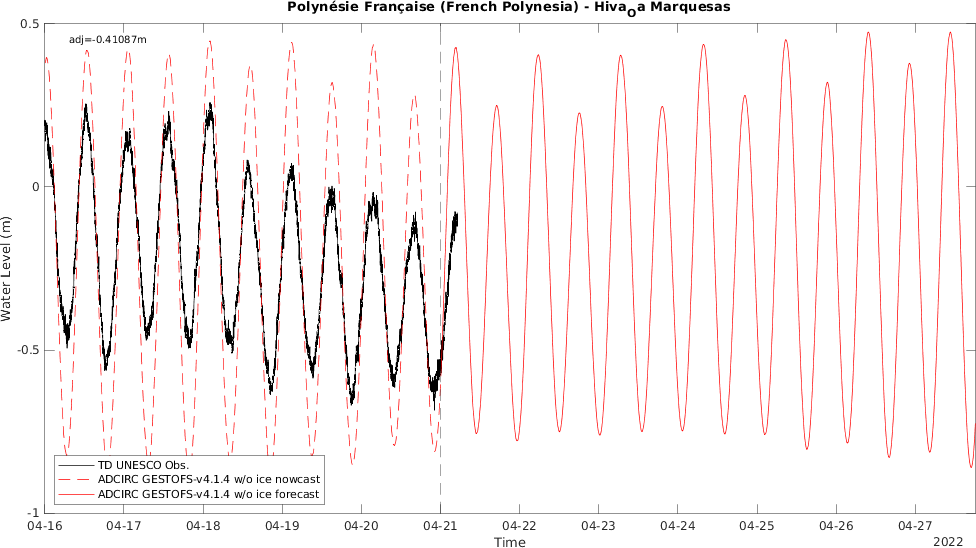 Polynésie Française (French Polynesia) - HivaOa Marquesas
adj=-0.41087m
0.5
0
-0.5
-1
Water Level (m)
TD UNESCO Obs.
ADCIRC GESTOFS-v4.1.4 w/o ice nowcast
ADCIRC GESTOFS-v4.1.4 w/o ice forecast
04-16 04-17 04-18 04-19 04-20 04-21 04-22 04-23 04-24 04-25 04-26 04-27
Time
2022